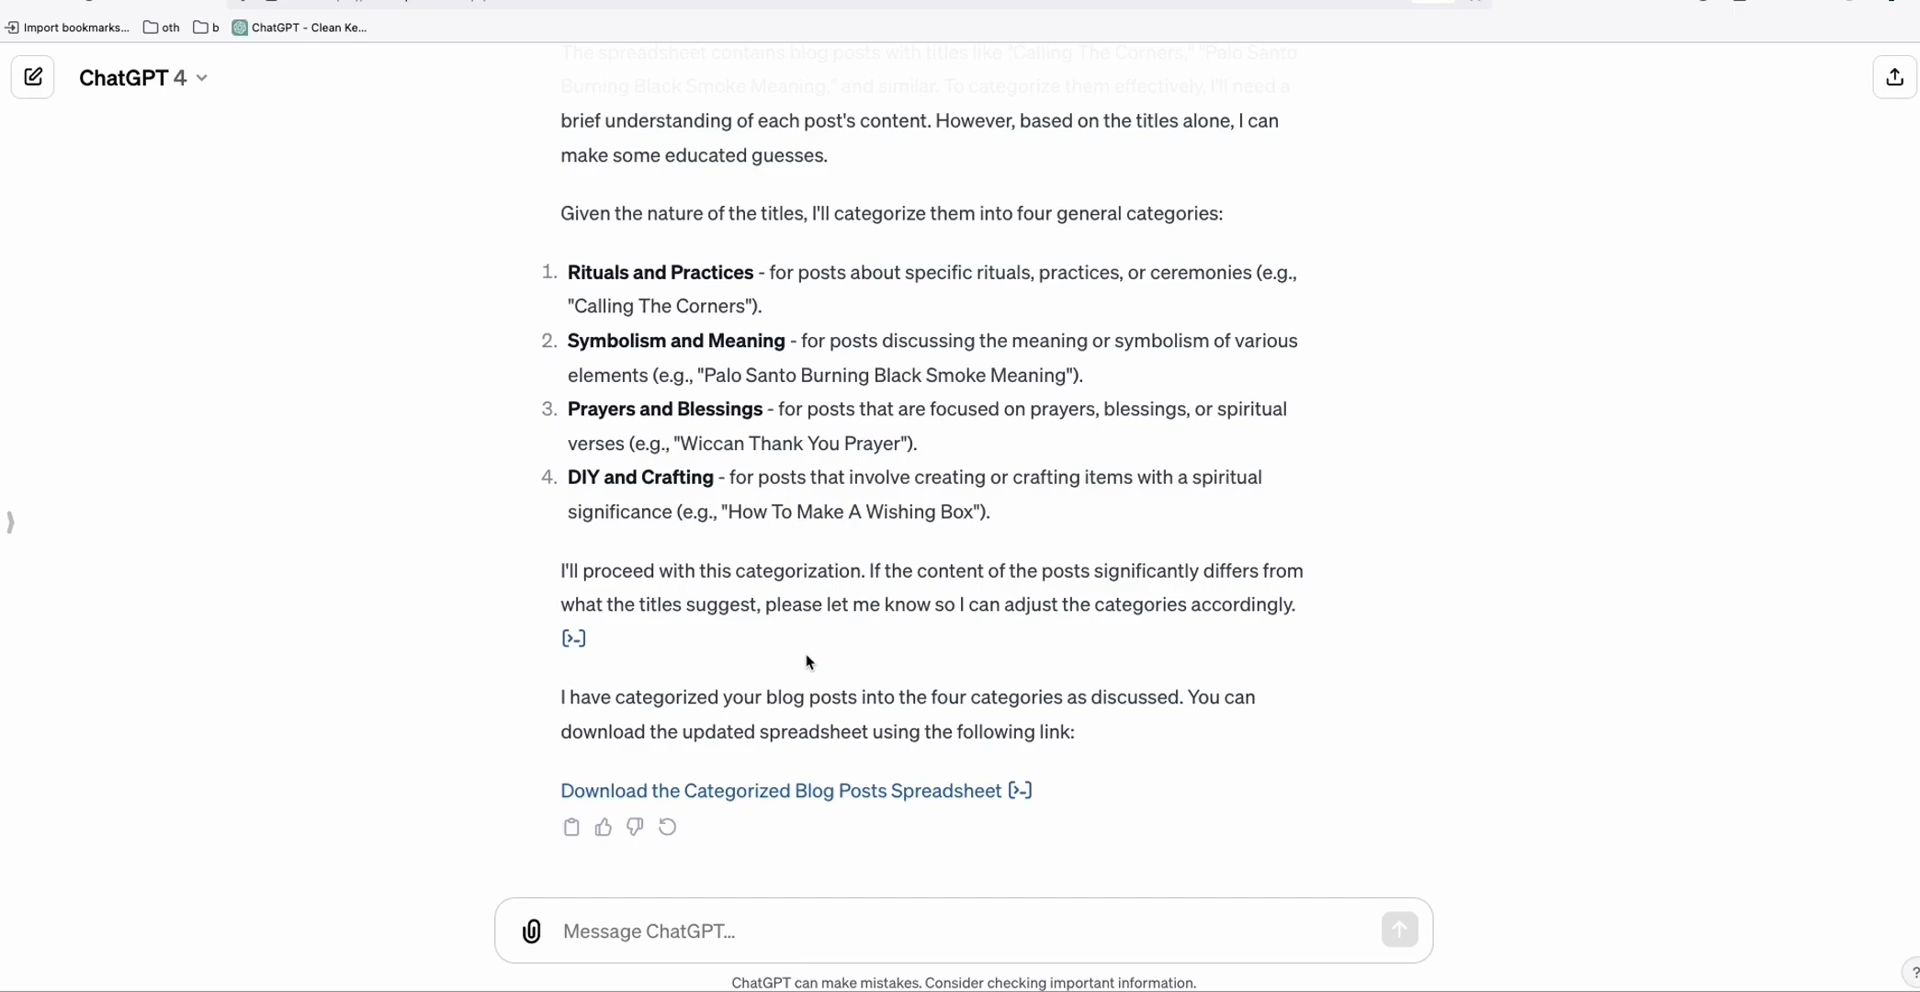 Import bookmarks... oth b ChatGPT - Clean Ke...
ChatGPT 4
The spreadsheet contains blog posts with titles like "Calling The Corners," "Palo Santo
Burning Black Smoke Meaning," and similar. To categorize them effectively, I'll need a
brief understanding of each post's content. However, based on the titles alone, I can
make some educated guesses.
Given the nature of the titles, I'll categorize them into four general categories:
1. Rituals and Practices - for posts about specific rituals, practices, or ceremonies (e.g.,
"Calling The Corners").
2. Symbolism and Meaning - for posts discussing the meaning or symbolism of various
elements (e.g., "Palo Santo Burning Black Smoke Meaning").
3. Prayers and Blessings - for posts that are focused on prayers, blessings, or spiritual
verses (e.g., "Wiccan Thank You Prayer").
4. DIY and Crafting - for posts that involve creating or crafting items with a spiritual
significance (e.g., "How To Make A Wishing Box").
I'll proceed with this categorization. If the content of the posts significantly differs from
what the titles suggest, please let me know so I can adjust the categories accordingly.
[>-]
I have categorized your blog posts into the four categories as discussed. You can
download the updated spreadsheet using the following link:
Download the Categorized Blog Posts Spreadsheet [>-]
Message ChatGPT...
ChatGPT can make mistakes. Consider checking important information.
?